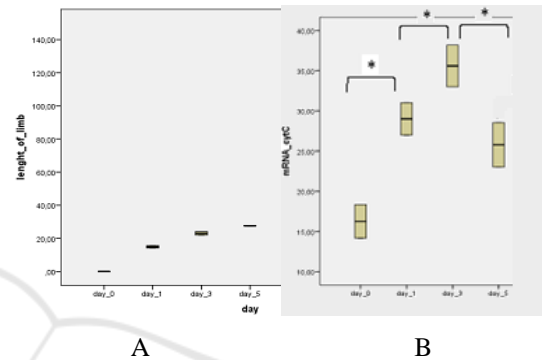 lenght_of_limb
140,00
120,00
100,00
80,00
60,00
40,00
20,00
,00
day_0 day_1 day_3 day_5
day
A
mRNA_cytC
40,00
35,00
30,00
25,00
20,00
15,00
10,00
* * *
day_0 day_1 day_3 day_5
B